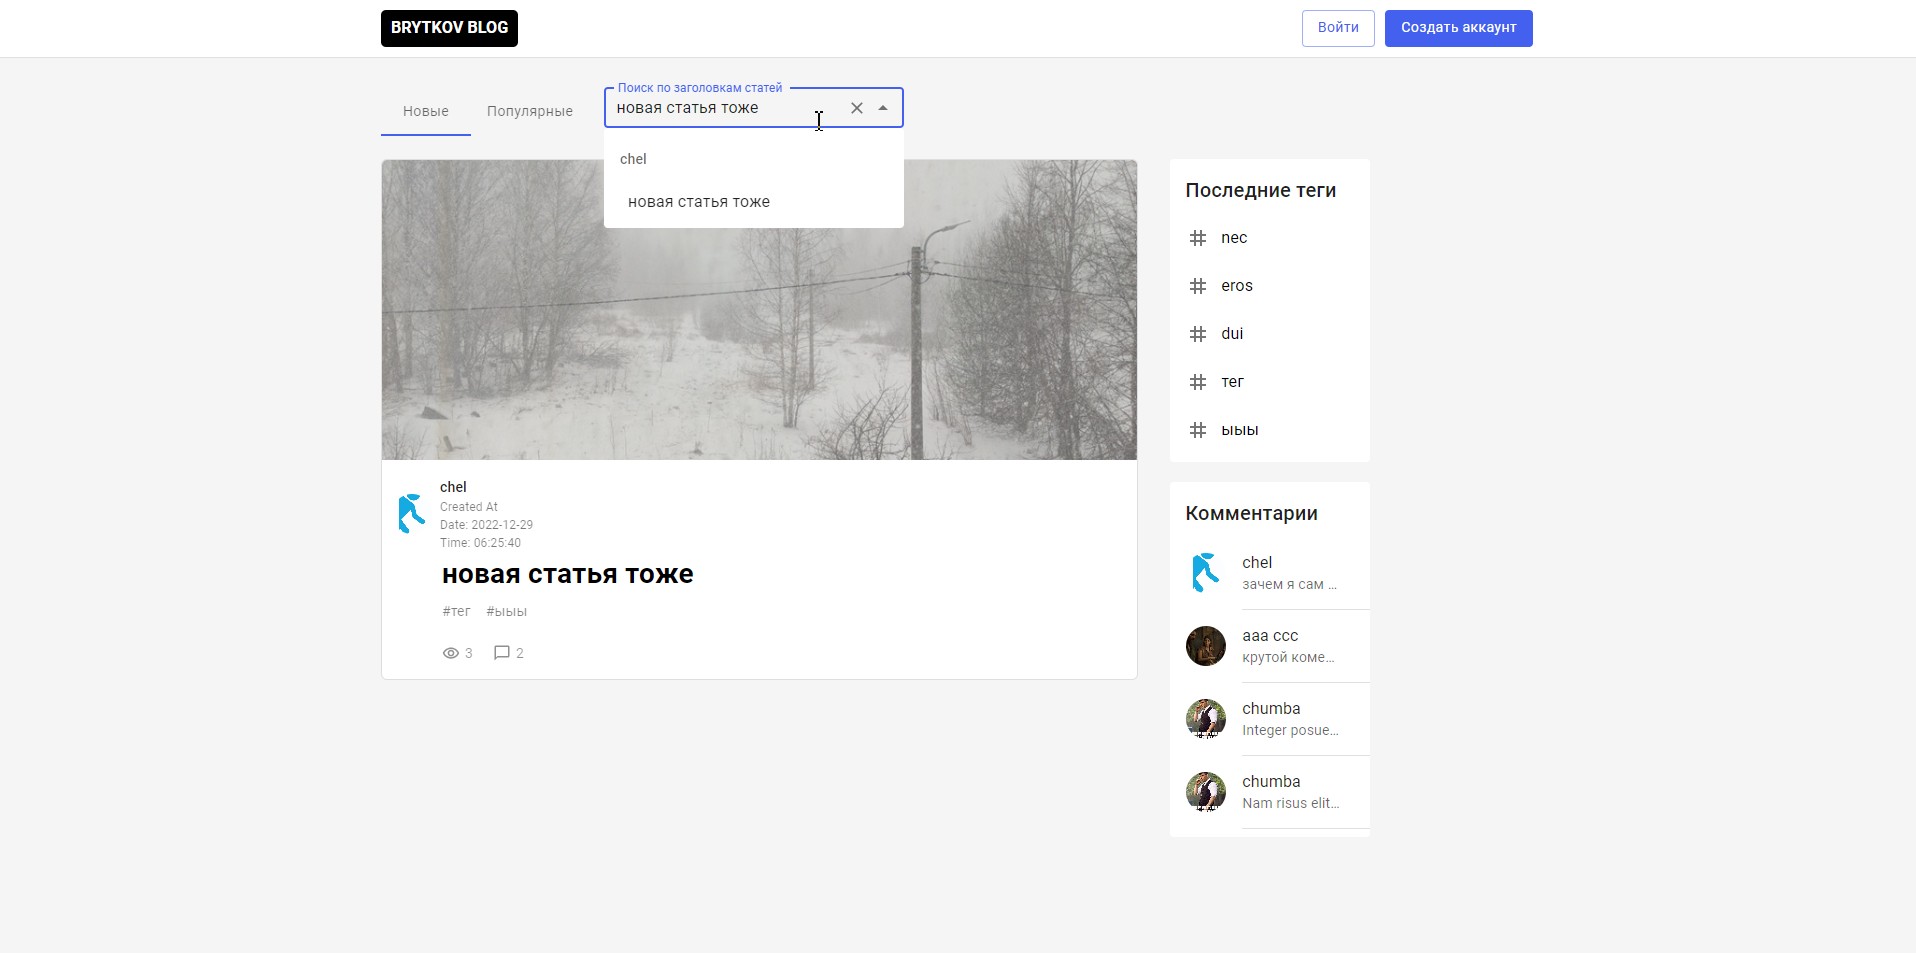 BRYTKOV BLOG
Войти
Создать аккаунт
Новые
Популярные
Поиск по заголовкам статей
новая статья тоже
chel
новая статья тоже
chel
Created At
Date: 2022-12-29
Time: 06:25:40
новая статья тоже
#тег #ыыы
3 2
Последние теги
nec
eros
dui
тег
ыыы
Комментарии
chel
зачем я сам ...
aaa ccc
крутой коме...
chumba
Integer posue...
chumba
Nam risus elit...